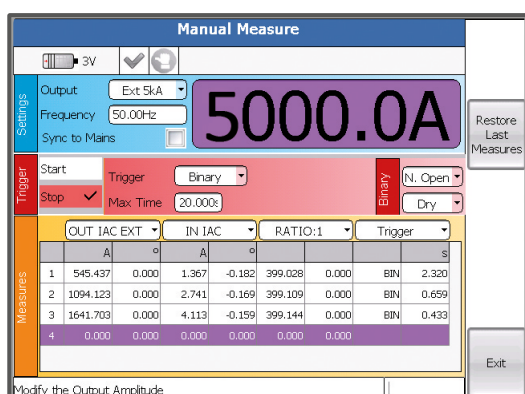 Manual Measure
3V
Settings
Output Ext 5kA
Frequency 50.00Hz
Sync to Mains
5000.0A
Restore
Last
Measures
Trigger
Start
Stop
Trigger Binary
Max Time 20.000s
Binary
N. Open
Dry
Measures
OUT IAC EXT IN IAC RATIO:1 Trigger
A ° A ° s
1 545.437 0.000 1.367 -0.182 399.028 0.000 BIN 2.320
2 1094.123 0.000 2.741 -0.169 399.109 0.000 BIN 0.659
3 1641.703 0.000 4.113 -0.159 399.144 0.000 BIN 0.433
4 0.000 0.000 0.000 0.000 0.000 0.000
Exit
Modify the Output Amplitude